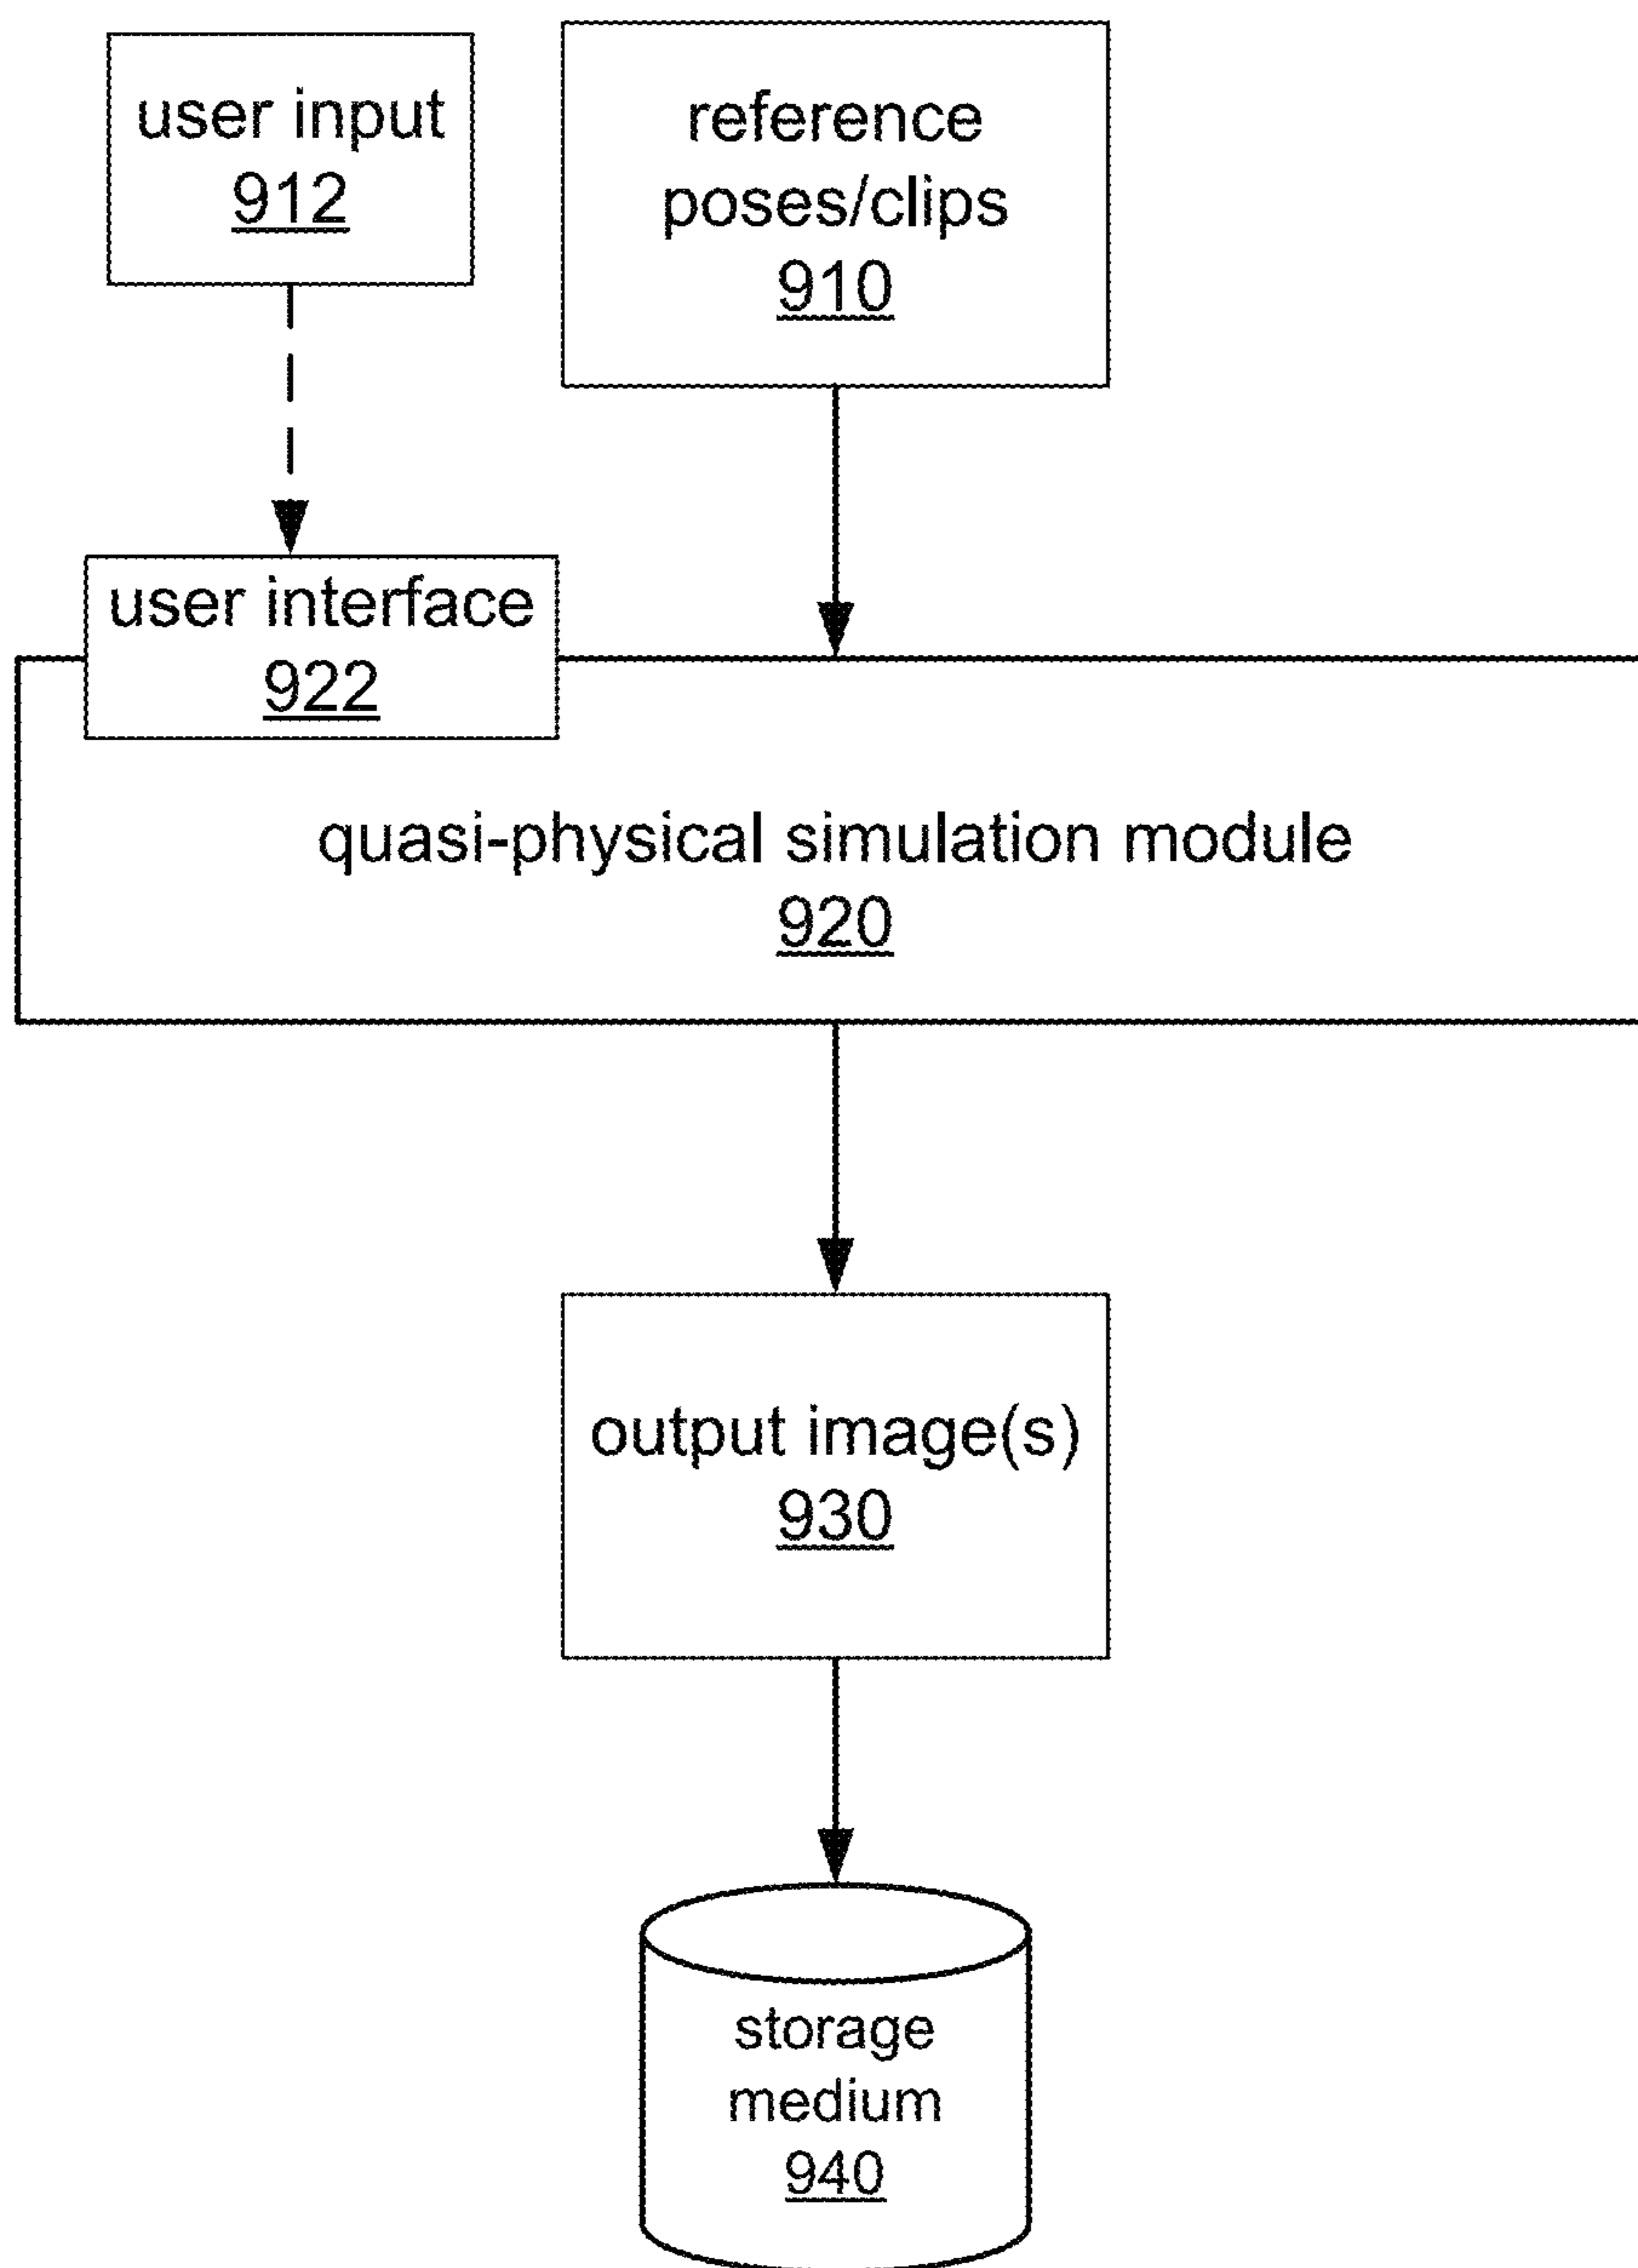 user input
912
reference
poses/clips
910
user interface
922
quasi-physical simulation module
920
output image(s)
930
storage
medium
940